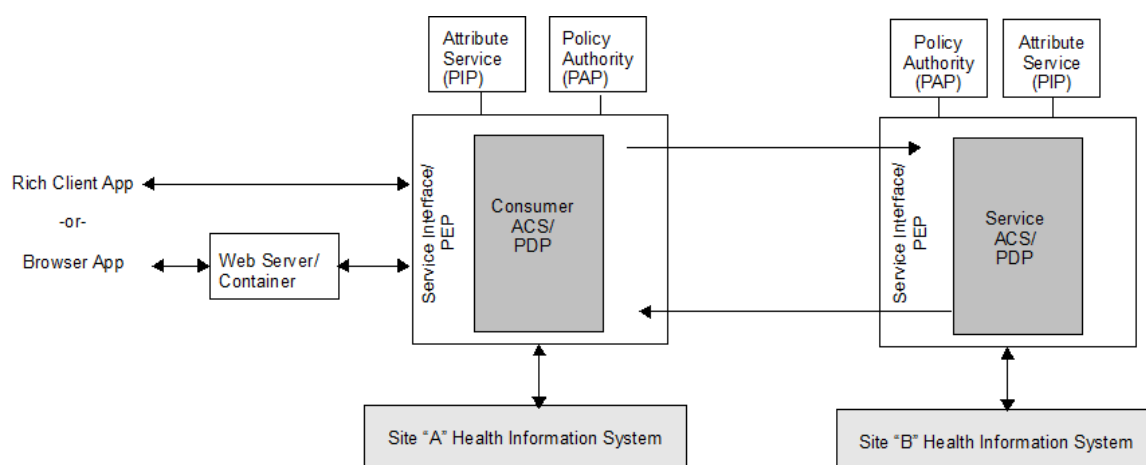 Attribute
Service
(PIP)
Policy
Authority
(PAP)
Policy
Authority
(PAP)
Attribute
Service
(PIP)
Rich Client App
-or-
Browser App
Web Server/
Container
Service Interface/
PEP
Consumer
ACS/
PDP
Service Interface/
PEP
Service
ACS/
PDP
Site "A" Health Information System
Site "B" Health Information System